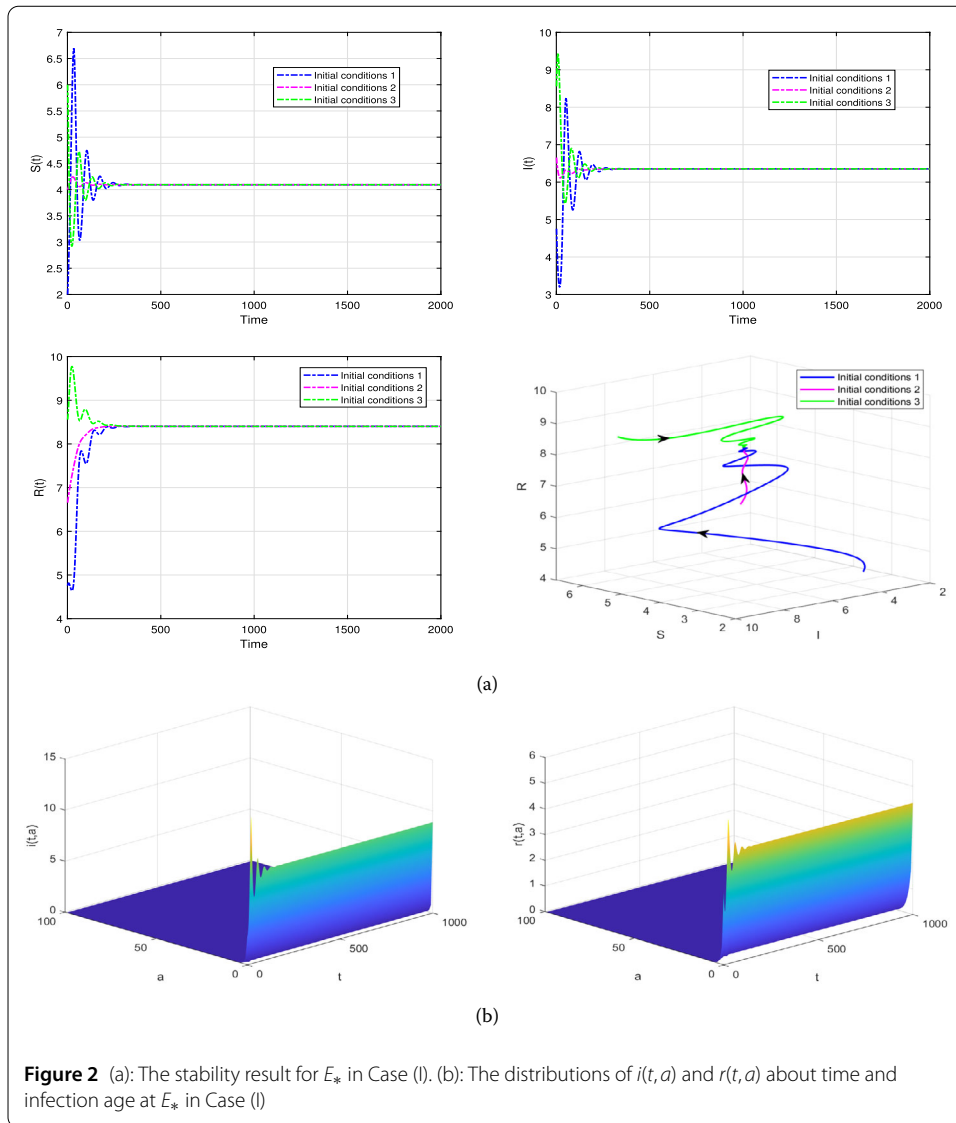 7
6.5
6
5.5
5
4.5
4
3.5
3
2.5
2
S(t)
0 500 1000 1500 2000
Time
Initial conditions 1
Initial conditions 2
Initial conditions 3
10
9
8
7
6
5
4
3
I(t)
0 500 1000 1500 2000
Time
Initial conditions 1
Initial conditions 2
Initial conditions 3
10
9
8
7
6
5
4
R(t)
0 500 1000 1500 2000
Time
Initial conditions 1
Initial conditions 2
Initial conditions 3
10
9
8
7
6
5
4
R
6 5 4 3 2
S
10 8 6 4 2
I
Initial conditions 1
Initial conditions 2
Initial conditions 3
(a)
15
10
5
0
i(t,a)
100 50 0
a
0 500 1000
t
6
5
4
3
2
1
0
r(t,a)
100 50 0
a
0 500 1000
t
(b)
Figure 2 (a): The stability result for E∗ in Case (I). (b): The distributions of i(t, a) and r(t, a) about time and
infection age at E∗ in Case (I)